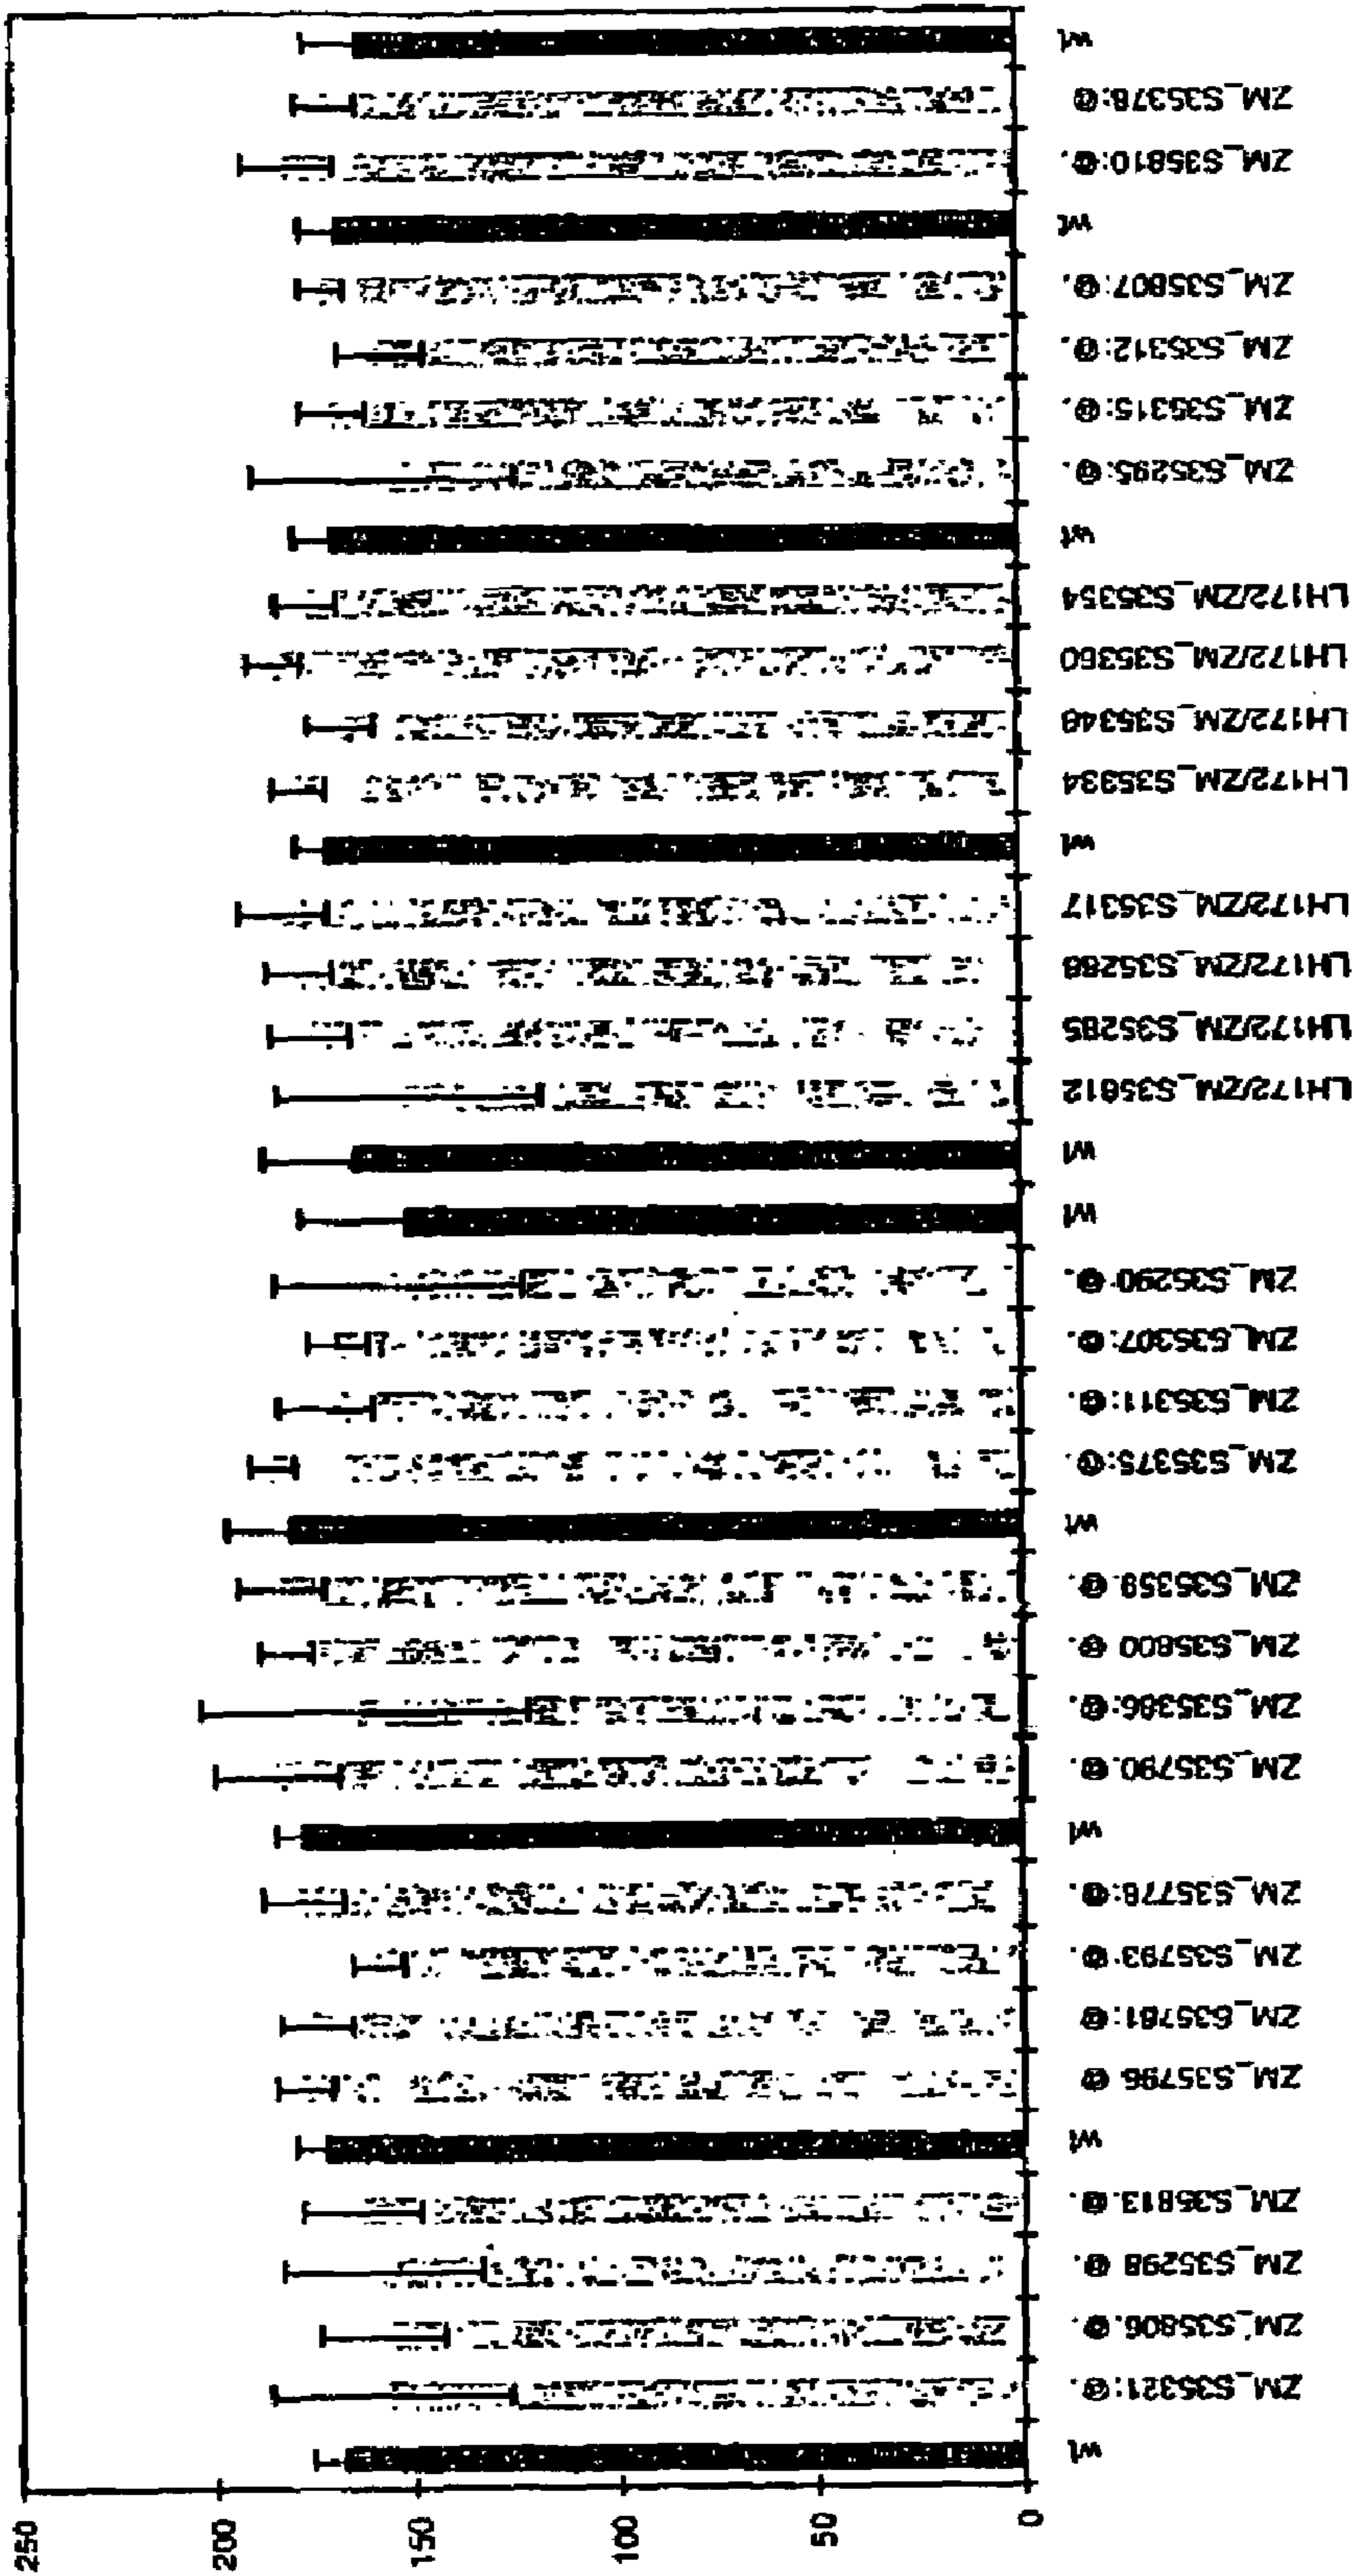 250
200
150
100
50
0
wt
ZM_S35321:@.
ZM_S35806 @.
ZM_S35298 @.
ZM_S35813:@.
wt
ZM_S35796 @
ZM_S35781:@
ZM_S35793:@.
ZM_S35778:@.
wt
ZM_S35790:@.
ZM_S35386:@.
ZM_S35800 @.
ZM_S35359:@.
wt
ZM_S35375:@.
ZM_S35311:@.
ZM_S35307:@.
ZM_S35290 @.
wt
wt
LH172/ZM_S35812
LH172/ZM_S35285
LH172/ZM_S35288
LH172/ZM_S35317
wt
LH172/ZM_S35334
LH172/ZM_S35348
LH172/ZM_S35360
LH172/ZM_S35354
wt
ZM_S35295:@.
ZM_S35315:@.
ZM_S35312:@.
ZM_S35807:@.
wt
ZM_S35810:@.
ZM_S35378:@
wt